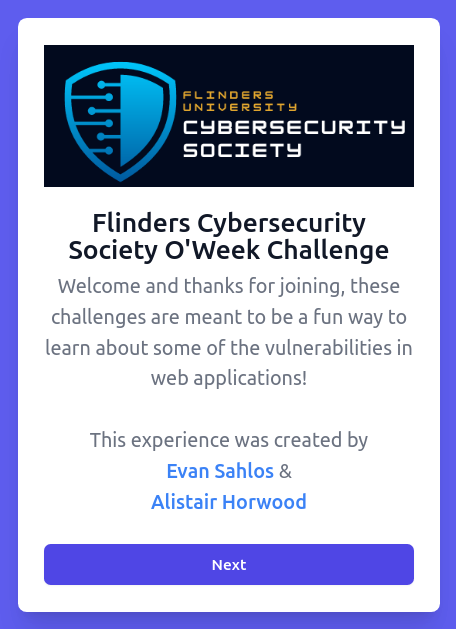 FLINDERS
UNIVERSITY
CYBERSECURITY
SOCIETY
Flinders Cybersecurity
Society O'Week Challenge
Welcome and thanks for joining, these
challenges are meant to be a fun way to
learn about some of the vulnerabilities in
web applications!
This experience was created by
Evan Sahlos &
Alistair Horwood
Next